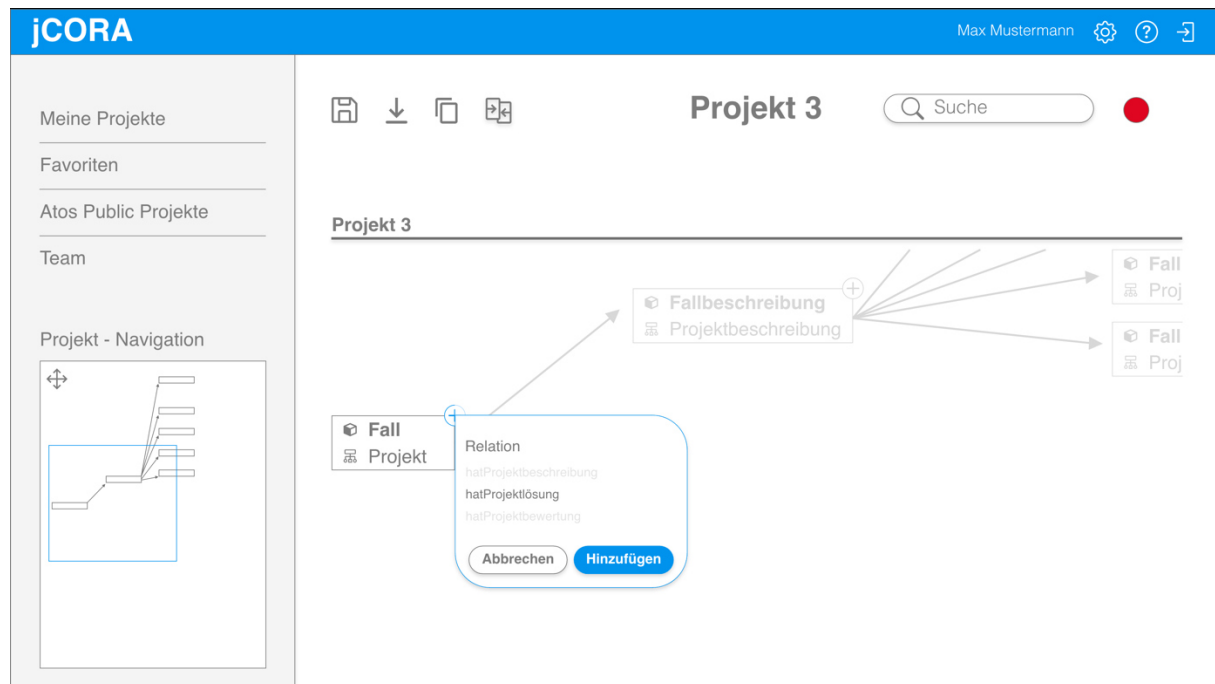 jCORA
Max Mustermann
Meine Projekte
Favoriten
Atos Public Projekte
Team
Projekt - Navigation
Projekt 3
Suche
Projekt 3
Fallbeschreibung
Projektbeschreibung
Fall
Proj
Fall
Proj
Fall
Projekt
Relation
hatProjektbeschreibung
hatProjektlösung
hatProjektbewertung
Abbrechen
Hinzufügen